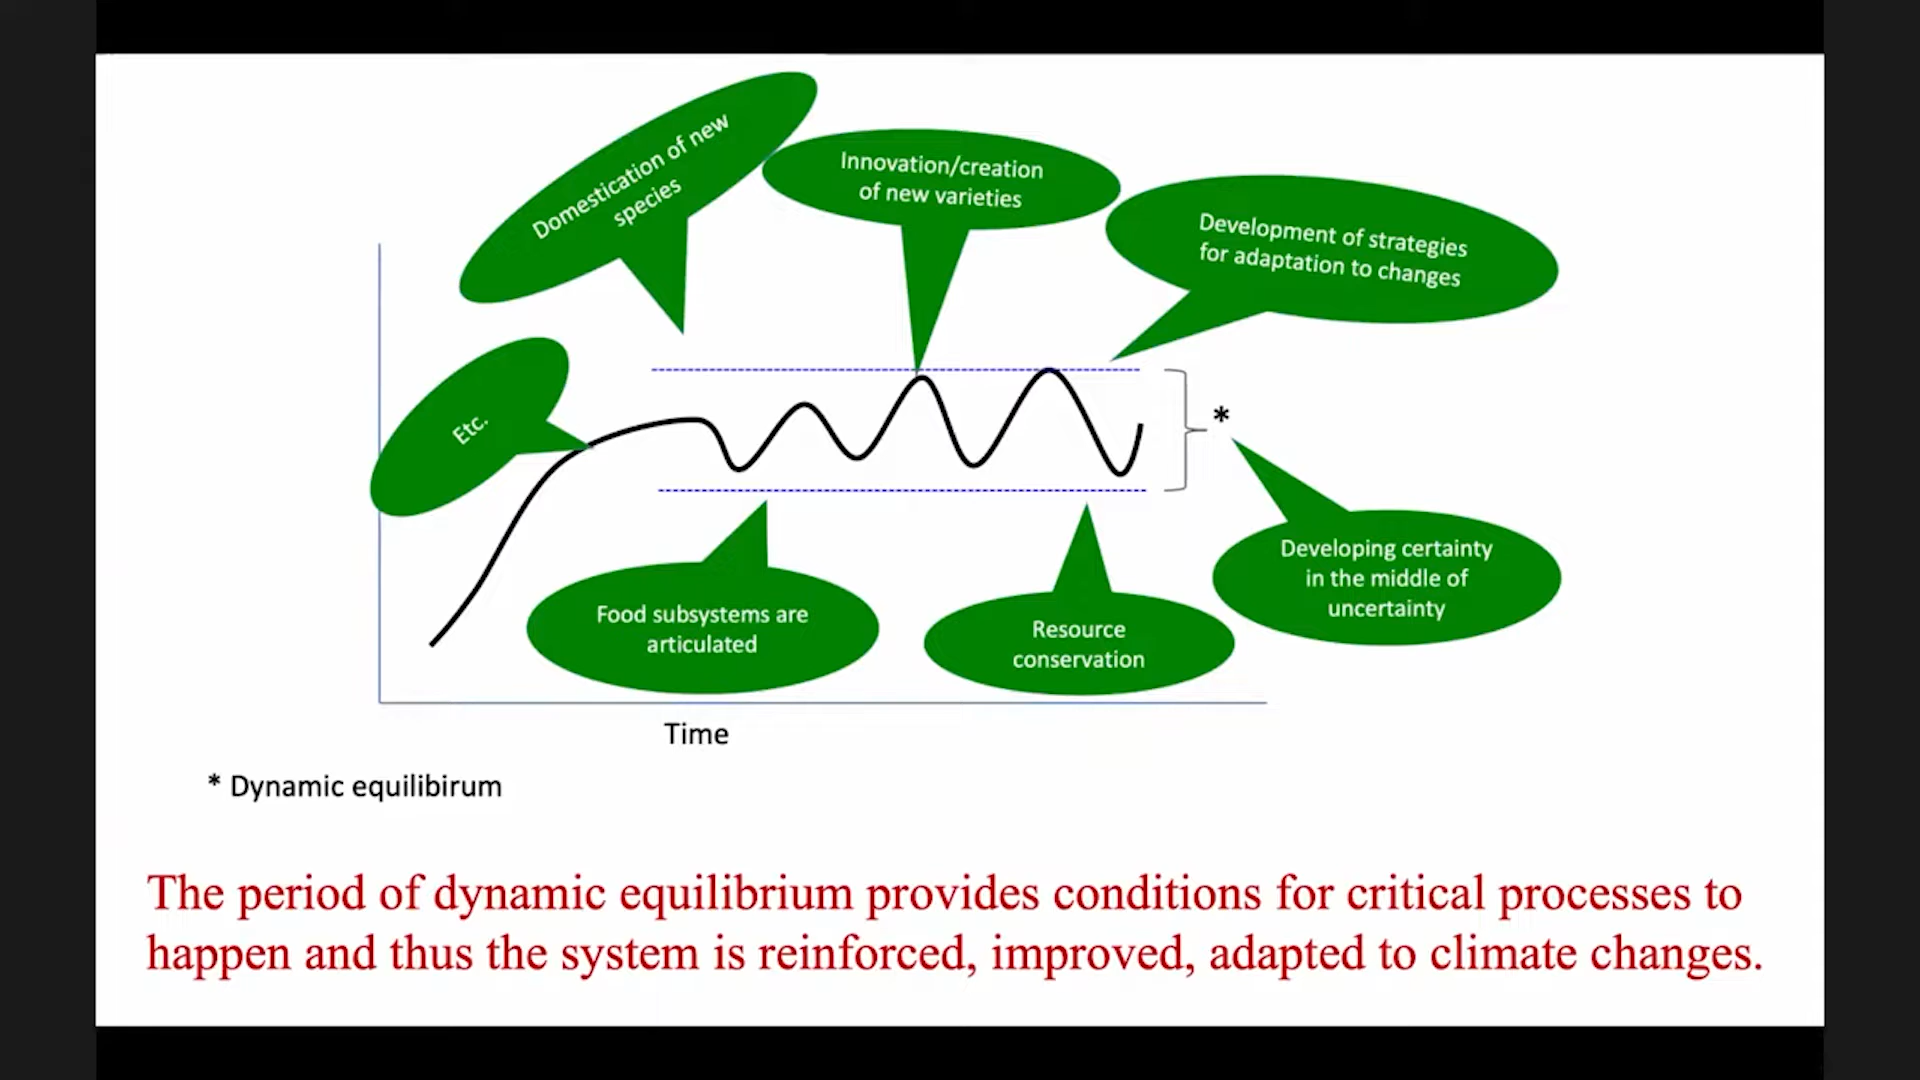 Domestication of new
species
Innovation/creation
of new varieties
Development of strategies
for adaptation to changes
Etc.
*
Developing certainty
in the middle of
uncertainty
Food subsystems are
articulated
Resource
conservation
Time
* Dynamic equilibirum
The period of dynamic equilibrium provides conditions for critical processes to
happen and thus the system is reinforced, improved, adapted to climate changes.